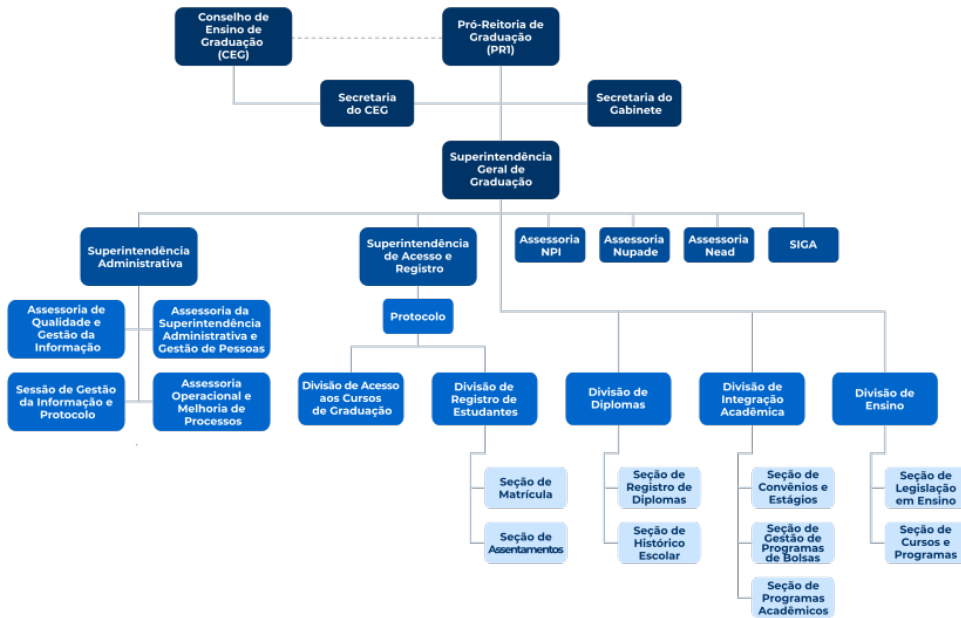 Conselho de
Ensino de
Graduação
(CEG)
Pró-Reitoria de
Graduação
(PR1)
Secretaria
do CEG
Secretaria do
Gabinete
Superintendência
Geral de
Graduação
Superintendência
Administrativa
Superintendência
de Acesso e
Registro
Assessoria
NPI
Assessoria
Nupade
Assessoria
Nead
SIGA
Assessoria de
Qualidade e
Gestão da
Informação
Assessoria da
Superintendência
Administrativa e
Gestão de Pessoas
Protocolo
Sessão de Gestão
da Informação e
Protocolo
Assessoria
Operacional e
Melhoria de
Processos
Divisão de Acesso
aos Cursos
de Graduação
Divisão de
Registro de
Estudantes
Divisão de
Diplomas
Divisão de
Integração
Acadêmica
Divisão de
Ensino
Seção de
Matrícula
Seção de
Registro de
Diplomas
Seção de
Convênios e
Estágios
Seção de
Legislação
em Ensino
Seção de
Assentamentos
Seção de
Histórico
Escolar
Seção de
Gestão de
Programas
de Bolsas
Seção de
Cursos e
Programas
Seção de
Programas
Acadêmicos